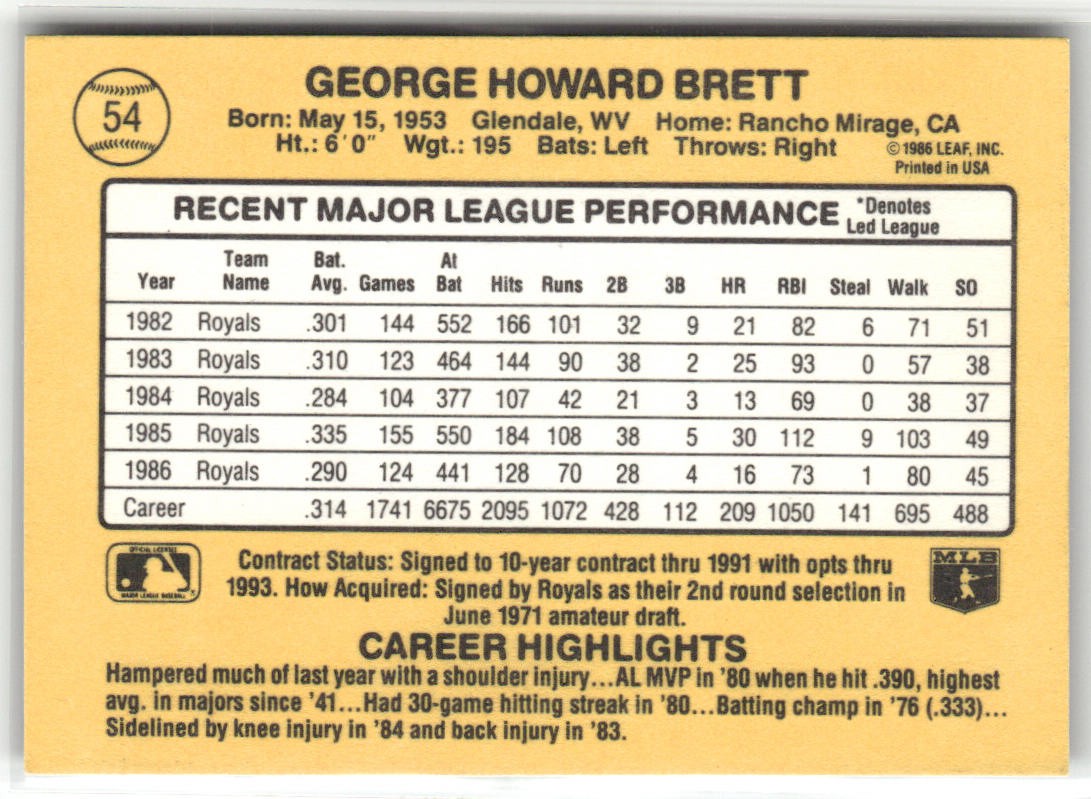 54
GEORGE HOWARD BRETT
Born: May 15, 1953 Glendale, WV Home: Rancho Mirage, CA
Ht.: 6'0" Wgt.: 195 Bats: Left Throws: Right
©1986 LEAF, INC.
Printed in USA
RECENT MAJOR LEAGUE PERFORMANCE
*Denotes
Led League
Year Team Name Bat. Avg. Games At Bat Hits Runs 2B 3B HR RBI Steal Walk SO
1982 Royals .301 144 552 166 101 32 9 21 82 6 71 51
1983 Royals .310 123 464 144 90 38 2 25 93 0 57 38
1984 Royals .284 104 377 107 42 21 3 13 69 0 38 37
1985 Royals .335 155 550 184 108 38 5 30 112 9 103 49
1986 Royals .290 124 441 128 70 28 4 16 73 1 80 45
Career .314 1741 6675 2095 1072 428 112 209 1050 141 695 488
OFFICIAL LICENSEE
MAJOR LEAGUE BASEBALL
Contract Status: Signed to 10-year contract thru 1991 with opts thru
1993. How Acquired: Signed by Royals as their 2nd round selection in
June 1971 amateur draft.
MLB
CAREER HIGHLIGHTS
Hampered much of last year with a shoulder injury...AL MVP in '80 when he hit .390, highest
avg. in majors since '41...Had 30-game hitting streak in '80...Batting champ in '76 (.333)...
Sidelined by knee injury in '84 and back injury in '83.